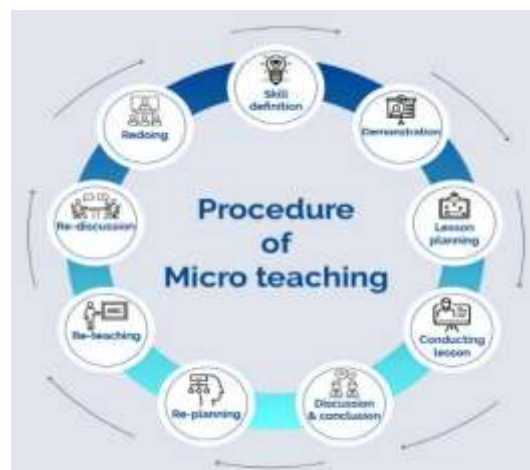 Procedure
of
Micro teaching
Skill
definition
Demonstration
Lesson
planning
Conducting
lesson
Discussion
& conclusion
Re-planning
Re-teaching
Re-discussion
Redoing